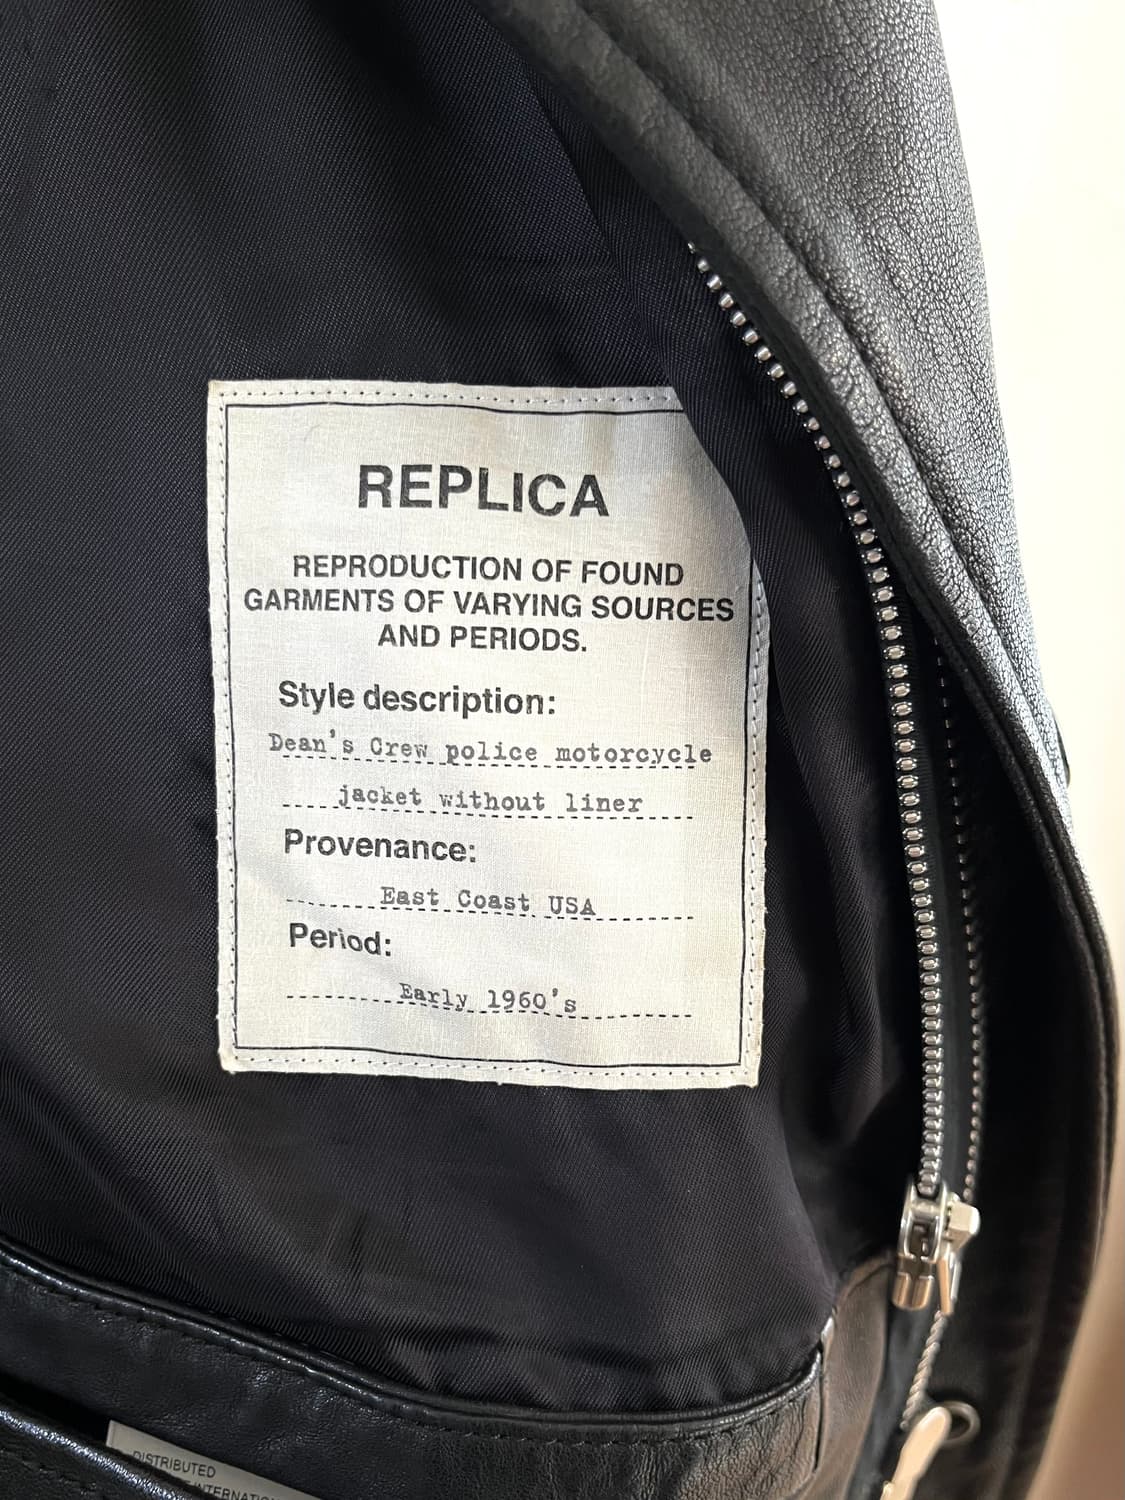 REPLICA
REPRODUCTION OF FOUND
GARMENTS OF VARYING SOURCES
AND PERIODS.
Style description:
Dean's Crew police motorcycle
jacket without liner
Provenance:
East Coast USA
Period:
Early 1960's
DISTRIBUTED